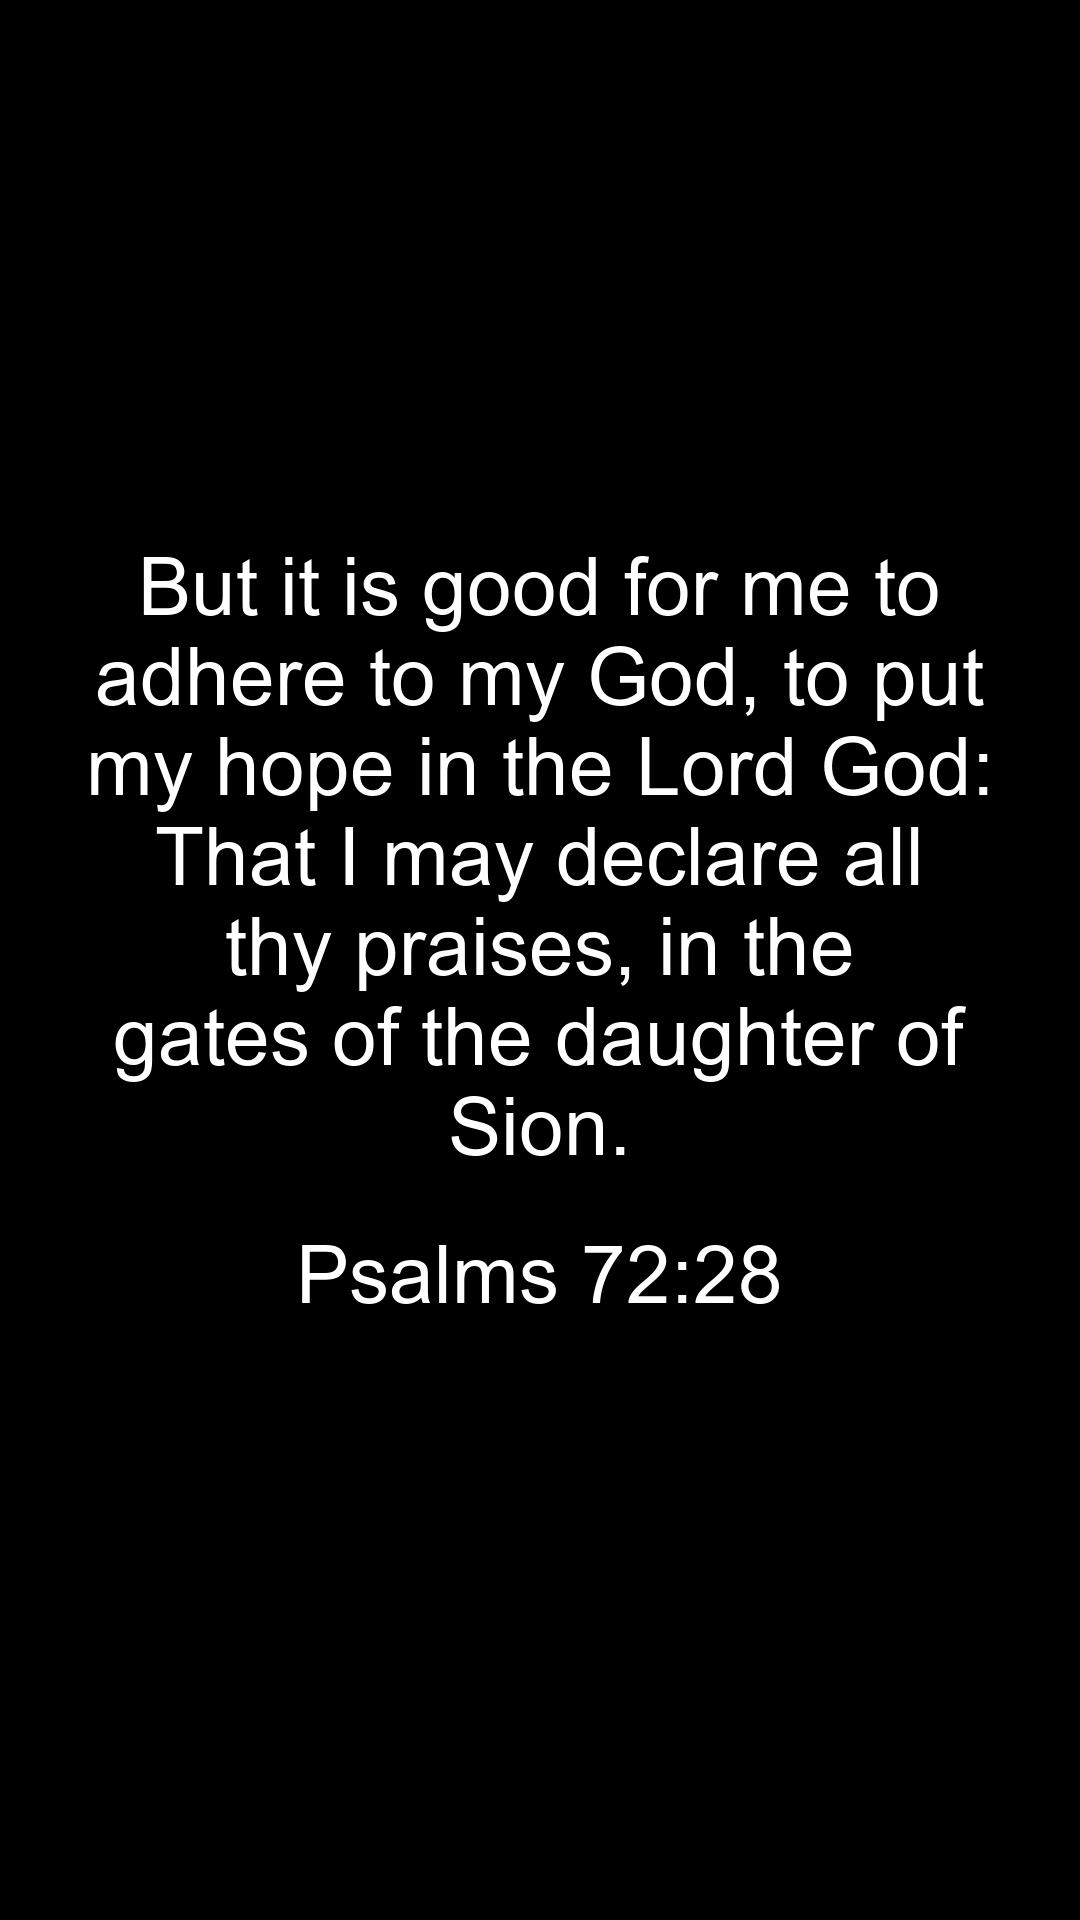 But it is good for me to
adhere to my God, to put
my hope in the Lord God:
That I may declare all
thy praises, in the
gates of the daughter of
Sion.
Psalms 72:28